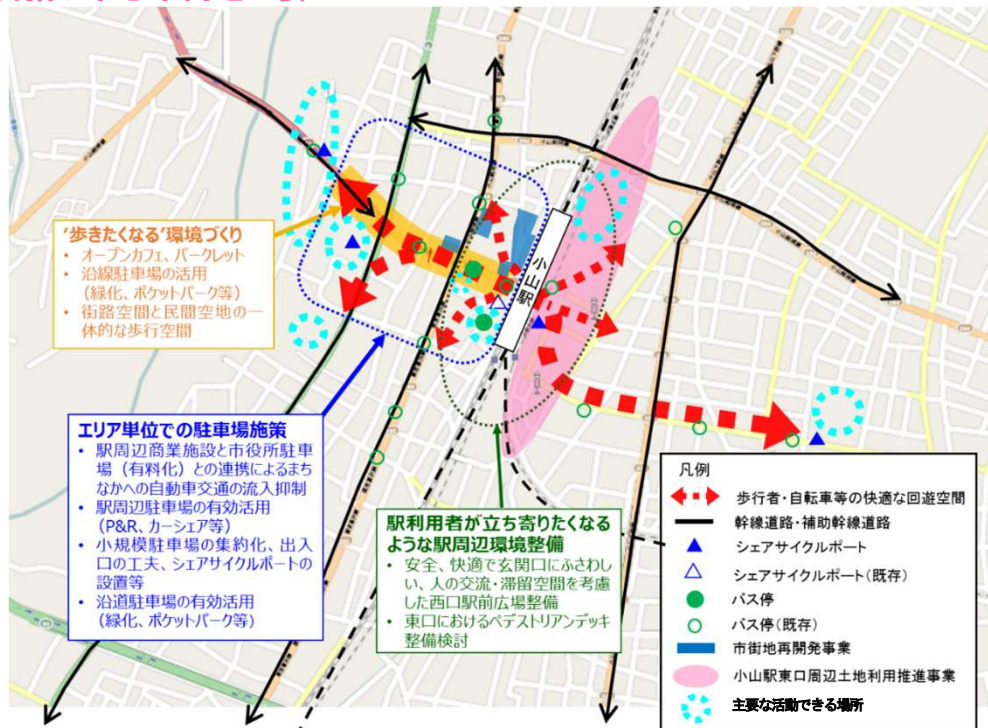 ‘歩きたくなる’環境づくり
• オープンカフェ、パークレット
• 沿線駐車場の活用
(緑化、ポケットパーク等)
• 街路空間と民間空地の一
体的な歩行空間
小山駅
エリア単位での駐車場施策
• 駅周辺商業施設と市役所駐車
場(有料化)との連携によるまち
なかへの自動車交通の流入抑制
• 駅周辺駐車場の有効活用
(P&R、カーシェア等)
• 小規模駐車場の集約化、出入
口の工夫、シェアサイクルポートの
設置等
• 沿道駐車場の有効活用
(緑化、ポケットパーク等)
駅利用者が立ち寄りたくなる
ような駅周辺環境整備
• 安全、快適で玄関口にふさわし
い、人の交流・滞留空間を考慮
した西口駅前広場整備
• 東口におけるペデストリアンデッキ
整備検討
凡例
歩行者・自転車等の快適な回遊空間
幹線道路・補助幹線道路
シェアサイクルポート
シェアサイクルポート(既存)
バス停
バス停(既存)
市街地再開発事業
小山駅東口周辺土地利用推進事業
主要な活動できる場所